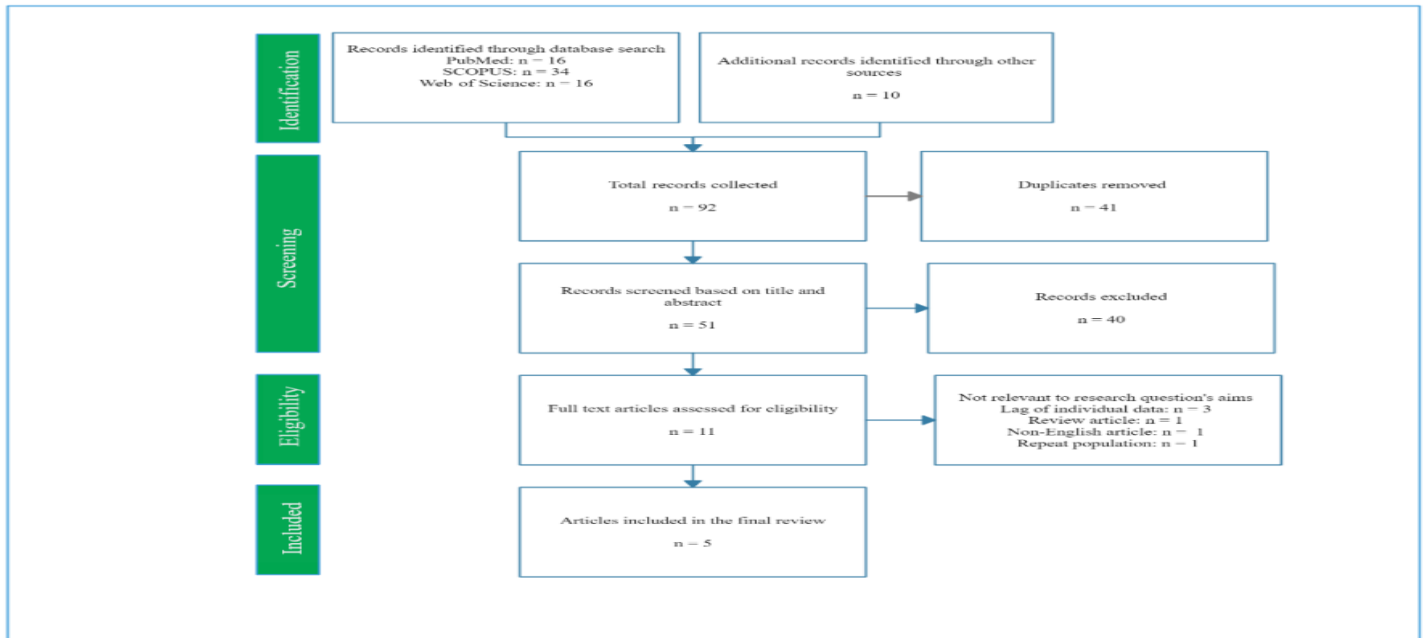 Identification
Records identified through database search
PubMed: n = 16
SCOPUS: n = 34
Web of Science: n = 16
Additional records identified through other
sources
n = 10
Screening
Total records collected
n = 92
Duplicates removed
n = 41
Records screened based on title and
abstract
n = 51
Records excluded
n = 40
Eligibility
Full text articles assessed for eligibility
n = 11
Not relevant to research question's aims
Lag of individual data: n = 3
Review article: n = 1
Non-English article: n = 1
Repeat population: n = 1
Included
Articles included in the final review
n = 5